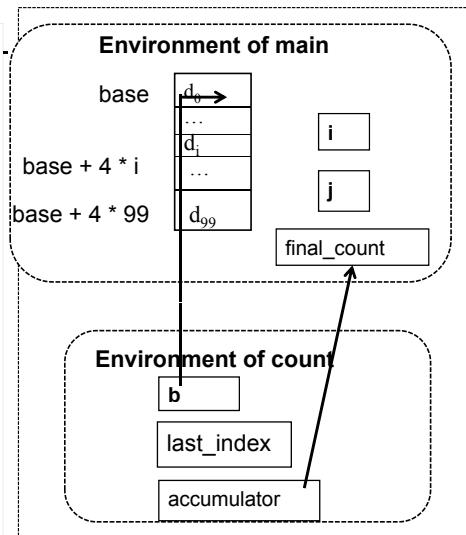 Environment of main
base
d0
…
di
base + 4 * i
…
base + 4 * 99
d99
i
j
final_count
Environment of count
b
last_index
accumulator